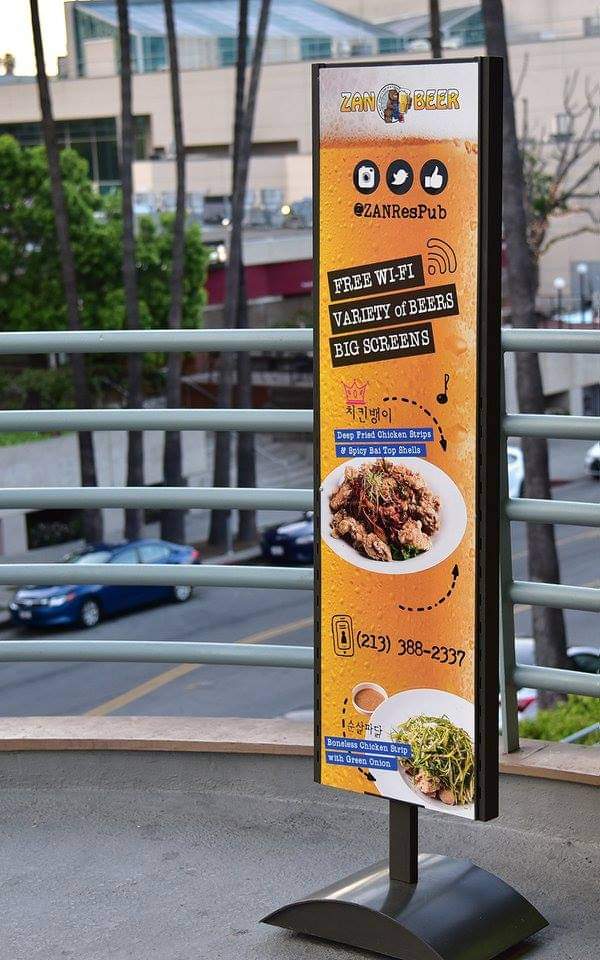 ZAN BEER
@ZANResPub
FREE WI-FI
VARIETY of BEERS
BIG SCREENS
치킨뱅이
Deep Fried Chicken Strips
& Spicy Bai Top Shells
(213) 388-2337
순살파닭
Boneless Chicken Strip
with Green Onion